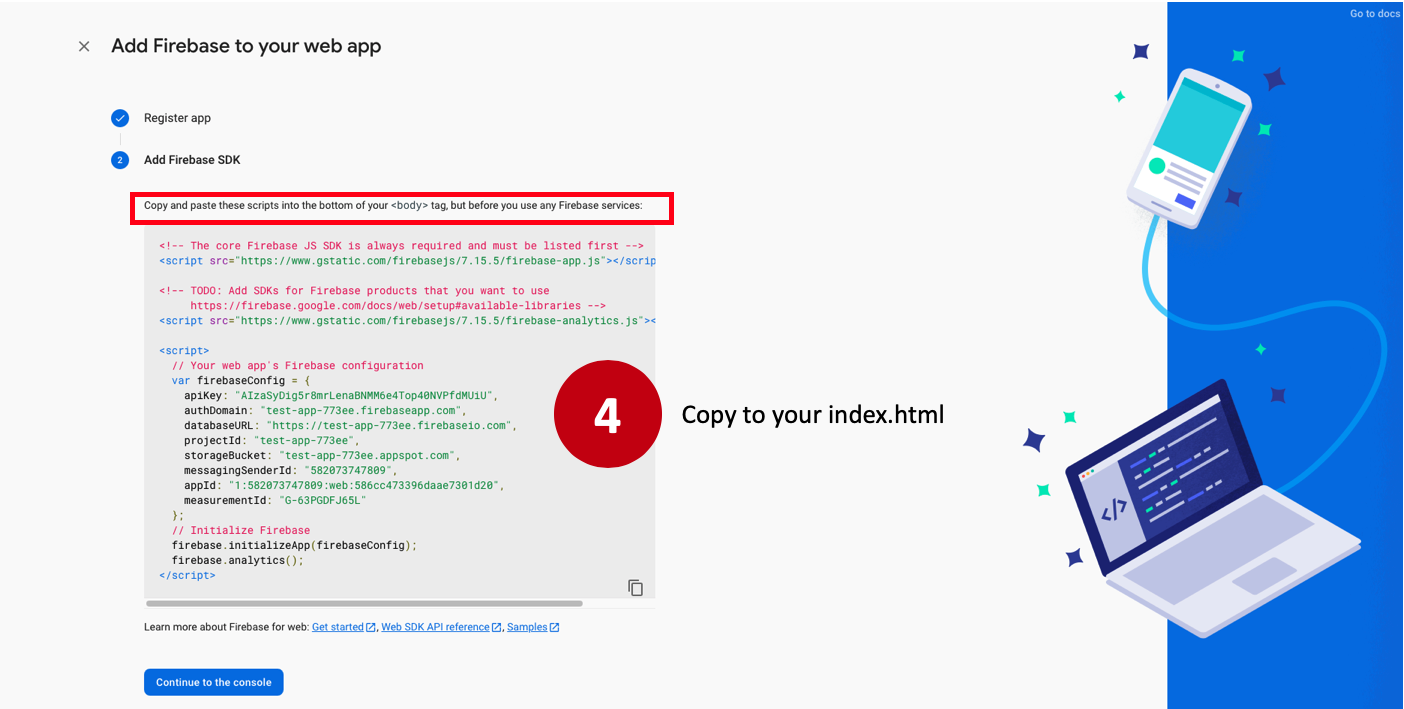 Go to docs
Add Firebase to your web app
Register app
2
Add Firebase SDK
Copy and paste these scripts into the bottom of your <body> tag, but before you use any Firebase services:
<!-- The core Firebase JS SDK is always required and must be listed first -->
<script src="https://www.gstatic.com/firebasejs/7.15.5/firebase-app.js"></scrip
<!-- TODO: Add SDKs for Firebase products that you want to use
https://firebase.google.com/docs/web/setup#available-libraries -->
<script src="https://www.gstatic.com/firebasejs/7.15.5/firebase-analytics.js"><
<script>
// Your web app's Firebase configuration
var firebaseConfig = {
apiKey: "AIzaSyDig5r8mrLenaBNMM6e4Top40NVPfdMUiU",
authDomain: "test-app-773ee.firebaseapp.com",
databaseURL: "https://test-app-773ee.firebaseio.com",
projectId: "test-app-773ee",
storageBucket: "test-app-773ee.appspot.com",
messagingSenderId: "582073747809",
appId: "1:582073747809:web:586cc473396daae7301d20",
measurementId: "G-63PGDFJ65L"
};
// Initialize Firebase
firebase.initializeApp(firebaseConfig);
firebase.analytics();
</script>
4
Copy to your index.html
</>
Learn more about Firebase for web: Get started, Web SDK API reference, Samples
Continue to the console